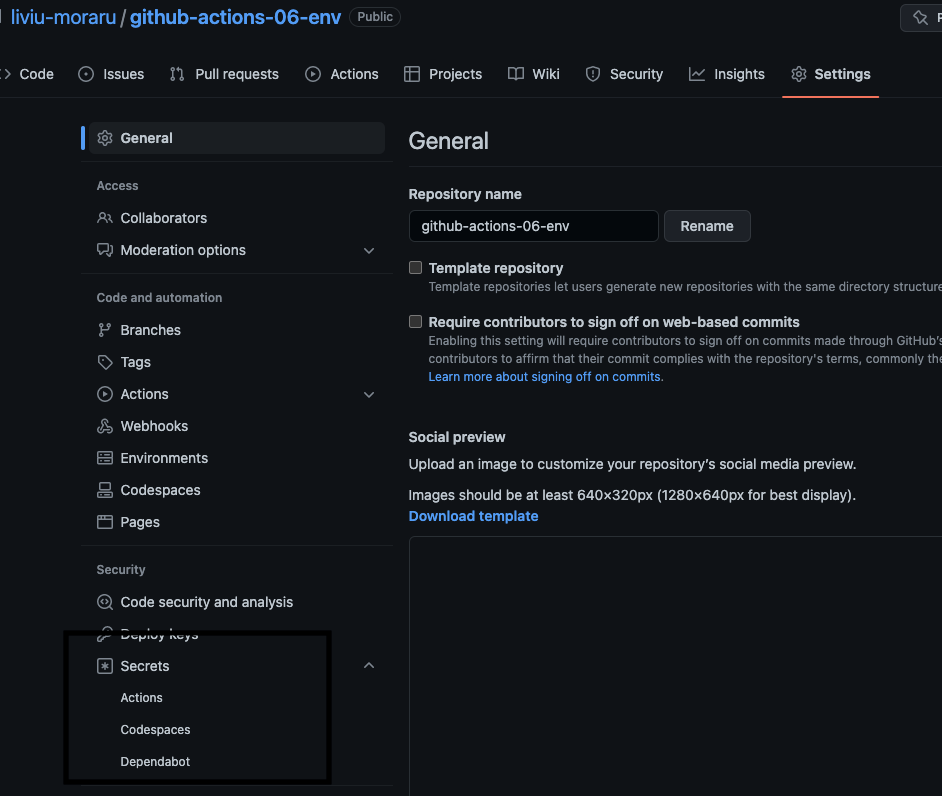 liviu-moraru / github-actions-06-env Public
Code Issues Pull requests Actions Projects Wiki Security Insights Settings
General
Access
Collaborators
Moderation options
Code and automation
Branches
Tags
Actions
Webhooks
Environments
Codespaces
Pages
Security
Code security and analysis
Deploy keys
Secrets
Actions
Codespaces
Dependabot
General
Repository name
github-actions-06-env Rename
Template repository
Template repositories let users generate new repositories with the same directory structure
Require contributors to sign off on web-based commits
Enabling this setting will require contributors to sign off on commits made through GitHub's
contributors to affirm that their commit complies with the repository's terms, commonly the
Learn more about signing off on commits.
Social preview
Upload an image to customize your repository's social media preview.
Images should be at least 640×320px (1280×640px for best display).
Download template